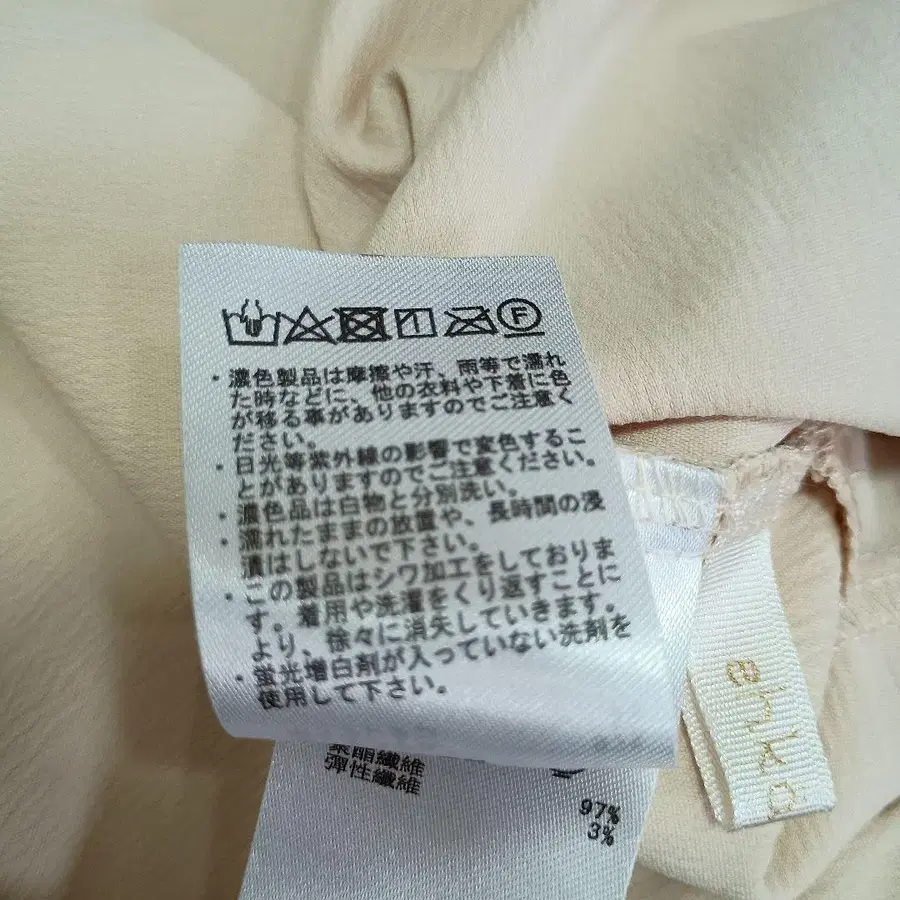 F
・濃色製品は摩擦や汗、雨等で濡れ
た時などに、他の衣料や下着に色
が移る事がありますのでご注意く
ださい。
・日光等紫外線の影響で変色するこ
とがありますのでご注意ください。
・濃色品は白物と分別洗い。
・濡れたままの放置や、長時間の浸
漬はしないで下さい。
・この製品はシワ加工をしておりま
す。着用や洗濯をくり返すことに
より、徐々に消失していきます。
・蛍光増白剤が入っていない洗剤を
使用して下さい。
聚酯纖維
彈性纖維
97%
3%